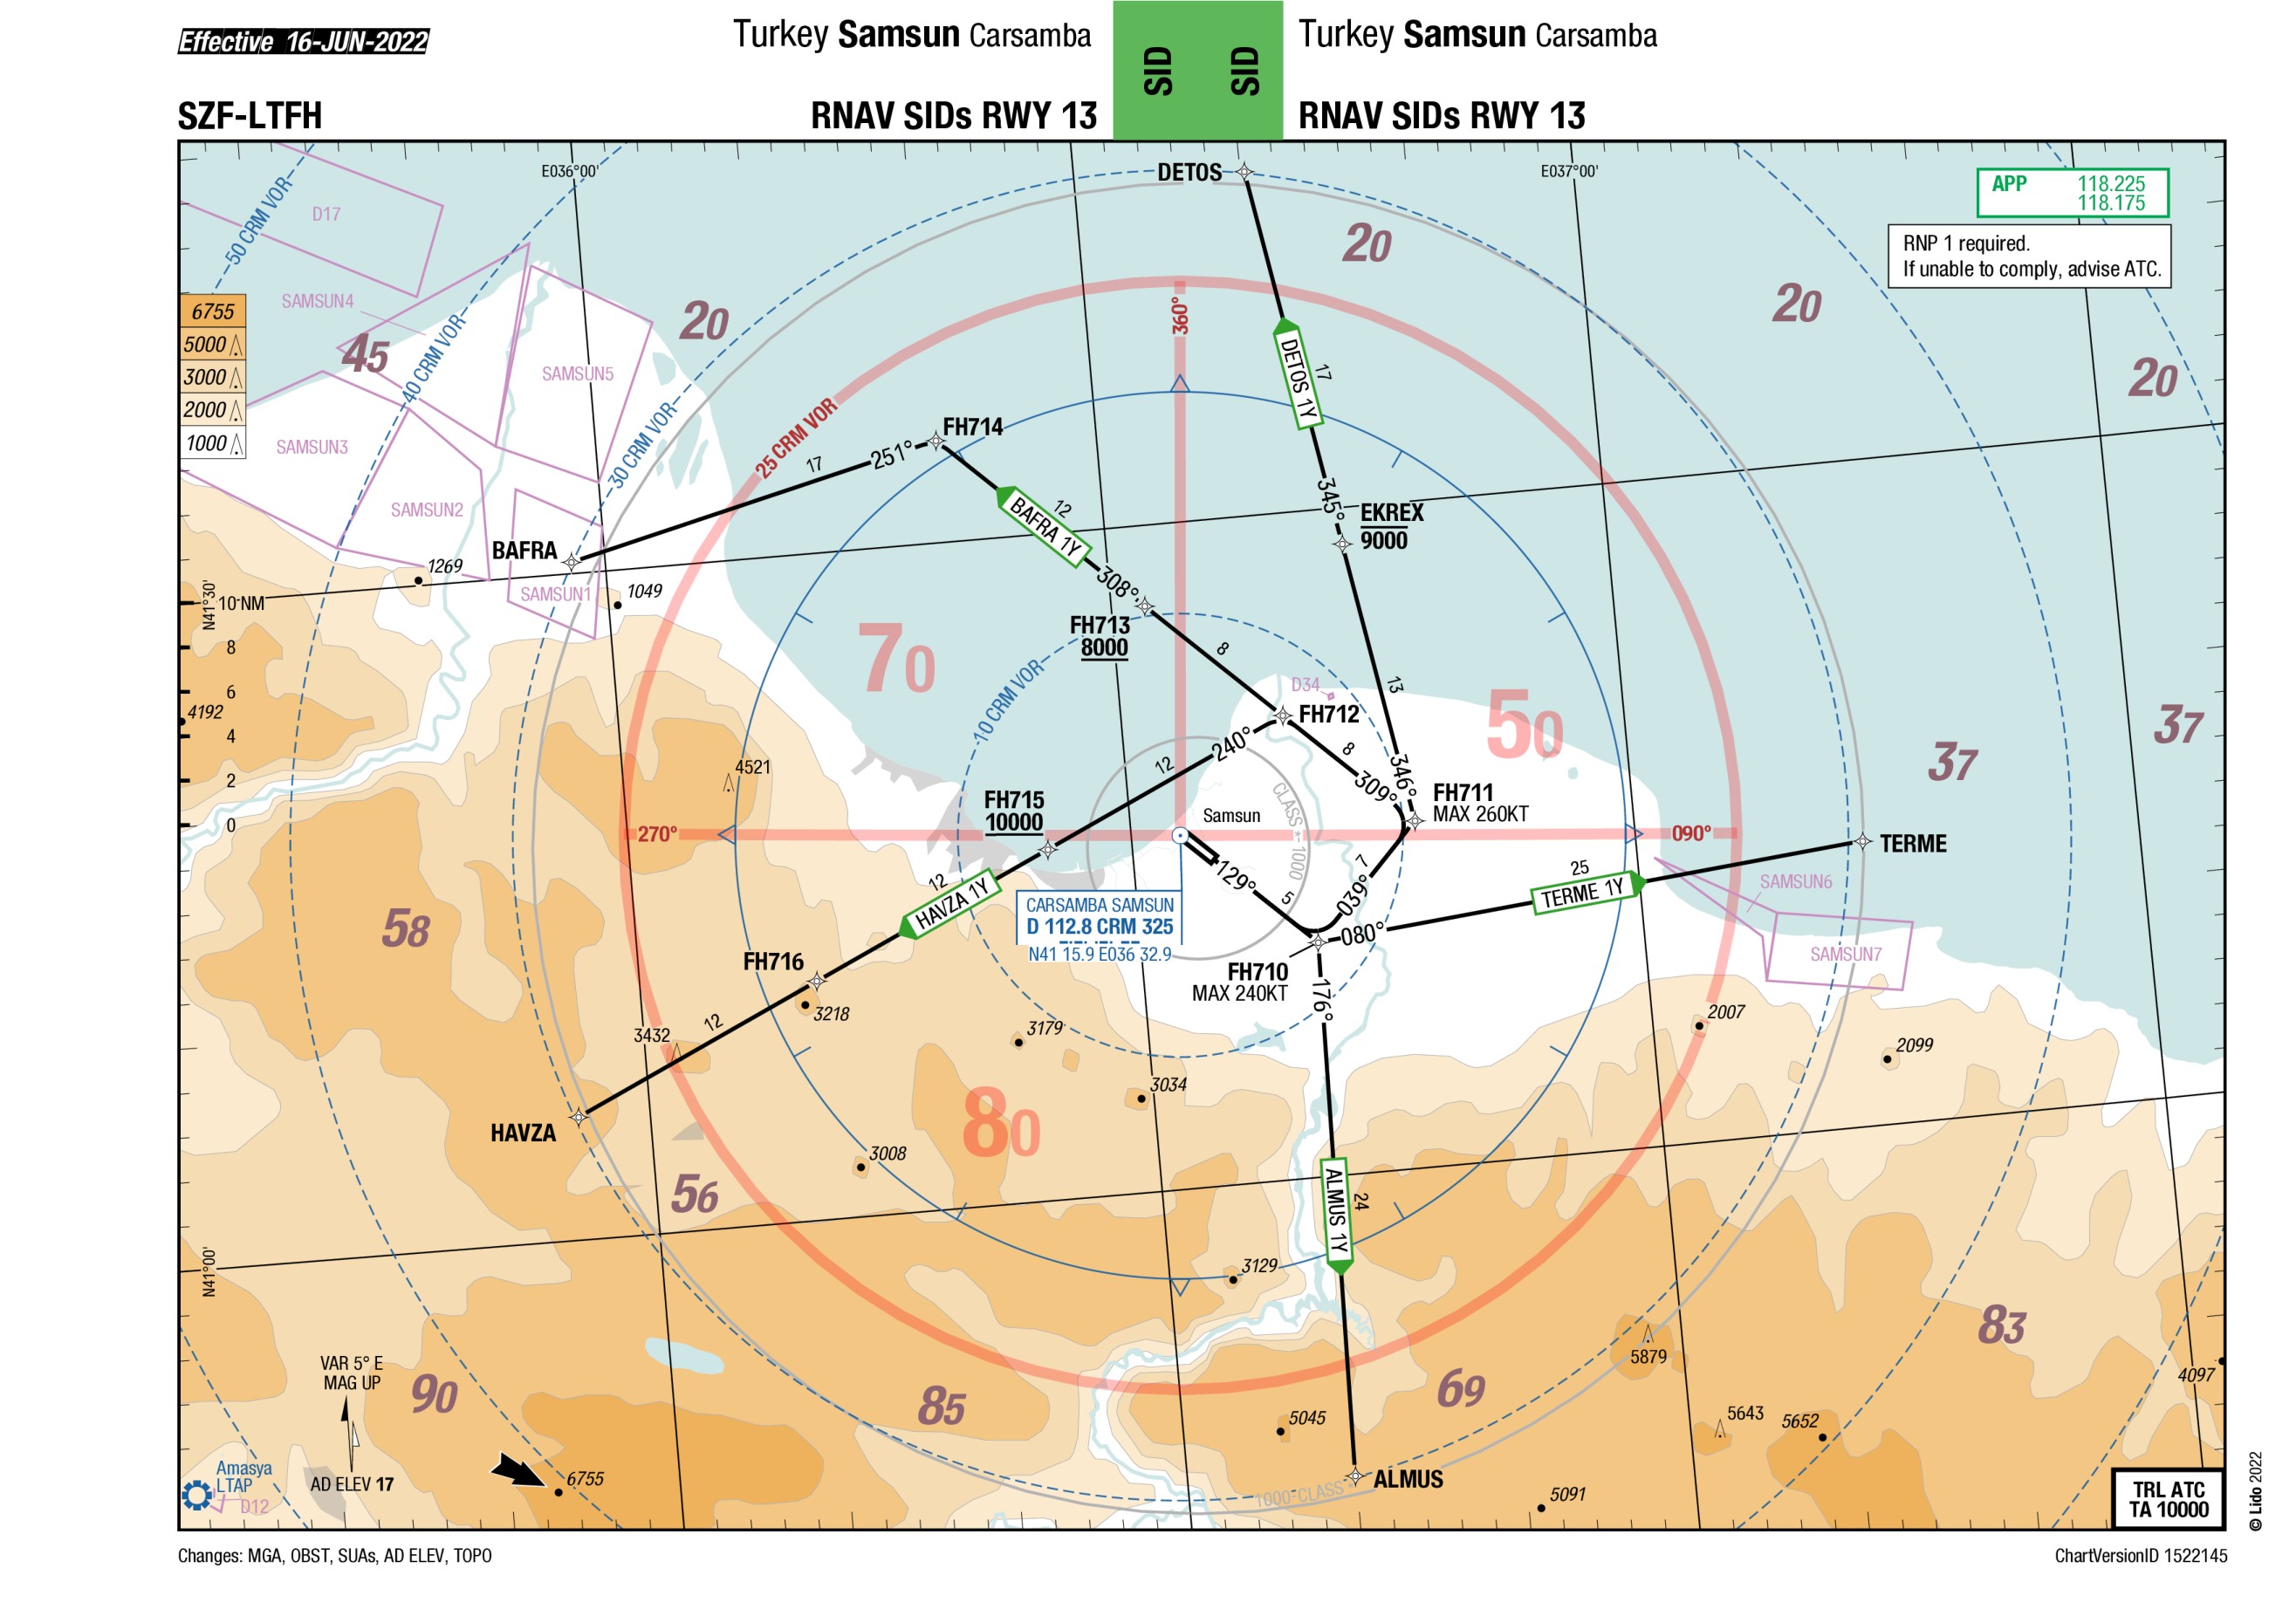 Effective 16-JUN-2022
Turkey Samsun Carsamba
SID
SID
Turkey Samsun Carsamba
SZF-LTFH
RNAV SIDs RWY 13
RNAV SIDs RWY 13
E036°00'
DETOS
E037°00'
APP 118.225
118.175
RNP 1 required.
If unable to comply, advise ATC.
50 CRM VOR
D17
20
20
20
SAMSUN4
6755
5000
3000
2000
1000
45
40 CRM VOR
SAMSUN5
360°
DETOS 1Y
17
20
25 CRM VOR
30 CRM VOR
SAMSUN3
FH714
251°
17
SAMSUN2
BAFRA 1Y
12
345°
EKREX
9000
BAFRA
1269
308°
SAMSUN1
1049
N41°30'
10 NM
8
6
4
2
0
FH713
8000
8
70
10 CRM VOR
D34
13
50
4192
FH712
37
37
240°
12
8
346°
309°
4521
FH715
10000
Samsun
CLASS *-1000
FH711
MAX 260KT
270°
090°
TERME
129°
5
7
039°
25
TERME 1Y
SAMSUN6
12
HAVZA 1Y
CARSAMBA SAMSUN
D 112.8 CRM 325
N41 15.9 E036 32.9
58
080°
SAMSUN7
FH716
FH710
MAX 240KT
176°
3218
3432
12
3179
2007
2099
3034
HAVZA
80
3008
56
ALMUS 1Y
24
N41°00'
3129
83
5879
4097
VAR 5° E
MAG UP
90
85
69
5045
5643
5652
AD ELEV 17
Amasya
LTAP
D12
6755
ALMUS
1000-CLASS
5091
TRL ATC
TA 10000
© Lido 2022
Changes: MGA, OBST, SUAs, AD ELEV, TOPO
ChartVersionID 1522145